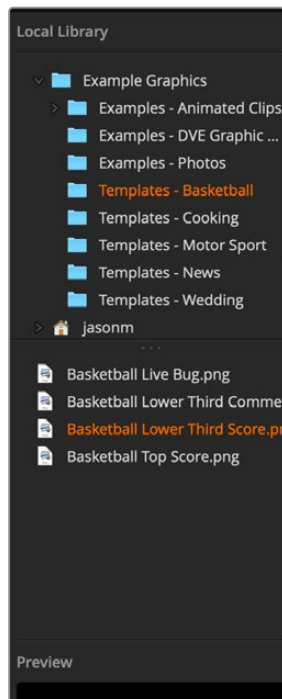 Local Library
Example Graphics
Examples - Animated Clips
Examples - DVE Graphic ...
Examples - Photos
Templates - Basketball
Templates - Cooking
Templates - Motor Sport
Templates - News
Templates - Wedding
jasonm
Basketball Live Bug.png
Basketball Lower Third Comme
Basketball Lower Third Score.pn
Basketball Top Score.png
Preview